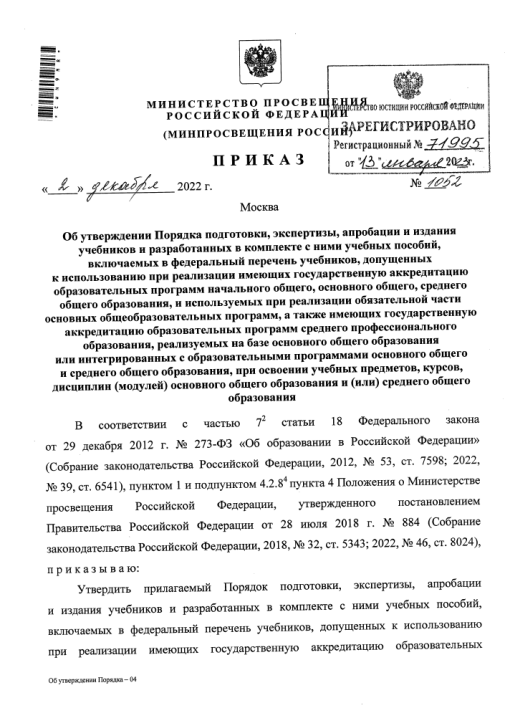 МИНИСТЕРСТВО ПРОСВЕЩЕНИЯ
РОССИЙСКОЙ ФЕДЕРАЦИИ
(МИНПРОСВЕЩЕНИЯ РОССИИ)
ПРИКАЗ
МИНИСТЕРСТВО ЮСТИЦИИ РОССИЙСКОЙ ФЕДЕРАЦИИ
ЗАРЕГИСТРИРОВАНО
Регистрационный № 71995
от "13" января 2023г.
«2» декабря 2022 г.
№ 1052
Москва
Об утверждении Порядка подготовки, экспертизы, апробации и издания
учебников и разработанных в комплекте с ними учебных пособий,
включаемых в федеральный перечень учебников, допущенных
к использованию при реализации имеющих государственную аккредитацию
образовательных программ начального общего, основного общего, среднего
общего образования, и используемых при реализации обязательной части
основных общеобразовательных программ, а также имеющих государственную
аккредитацию образовательных программ среднего профессионального
образования, реализуемых на базе основного общего образования
или интегрированных с образовательными программами основного общего
и среднего общего образования, при освоении учебных предметов, курсов,
дисциплин (модулей) основного общего образования и (или) среднего общего
образования
В соответствии с частью 7² статьи 18 Федерального закона
от 29 декабря 2012 г. № 273-ФЗ «Об образовании в Российской Федерации»
(Собрание законодательства Российской Федерации, 2012, № 53, ст. 7598; 2022,
№ 39, ст. 6541), пунктом 1 и подпунктом 4.2.8⁴ пункта 4 Положения о Министерстве
просвещения Российской Федерации, утвержденного постановлением
Правительства Российской Федерации от 28 июля 2018 г. № 884 (Собрание
законодательства Российской Федерации, 2018, № 32, ст. 5343; 2022, № 46, ст. 8024),
приказываю:
Утвердить прилагаемый Порядок подготовки, экспертизы, апробации
и издания учебников и разработанных в комплекте с ними учебных пособий,
включаемых в федеральный перечень учебников, допущенных к использованию
при реализации имеющих государственную аккредитацию образовательных
Об утверждении Порядка – 04